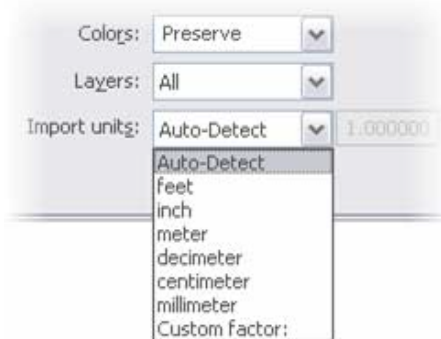 Colors: Preserve
Layers: All
Import units: Auto-Detect 1.000000
Auto-Detect
feet
inch
meter
decimeter
centimeter
millimeter
Custom factor: